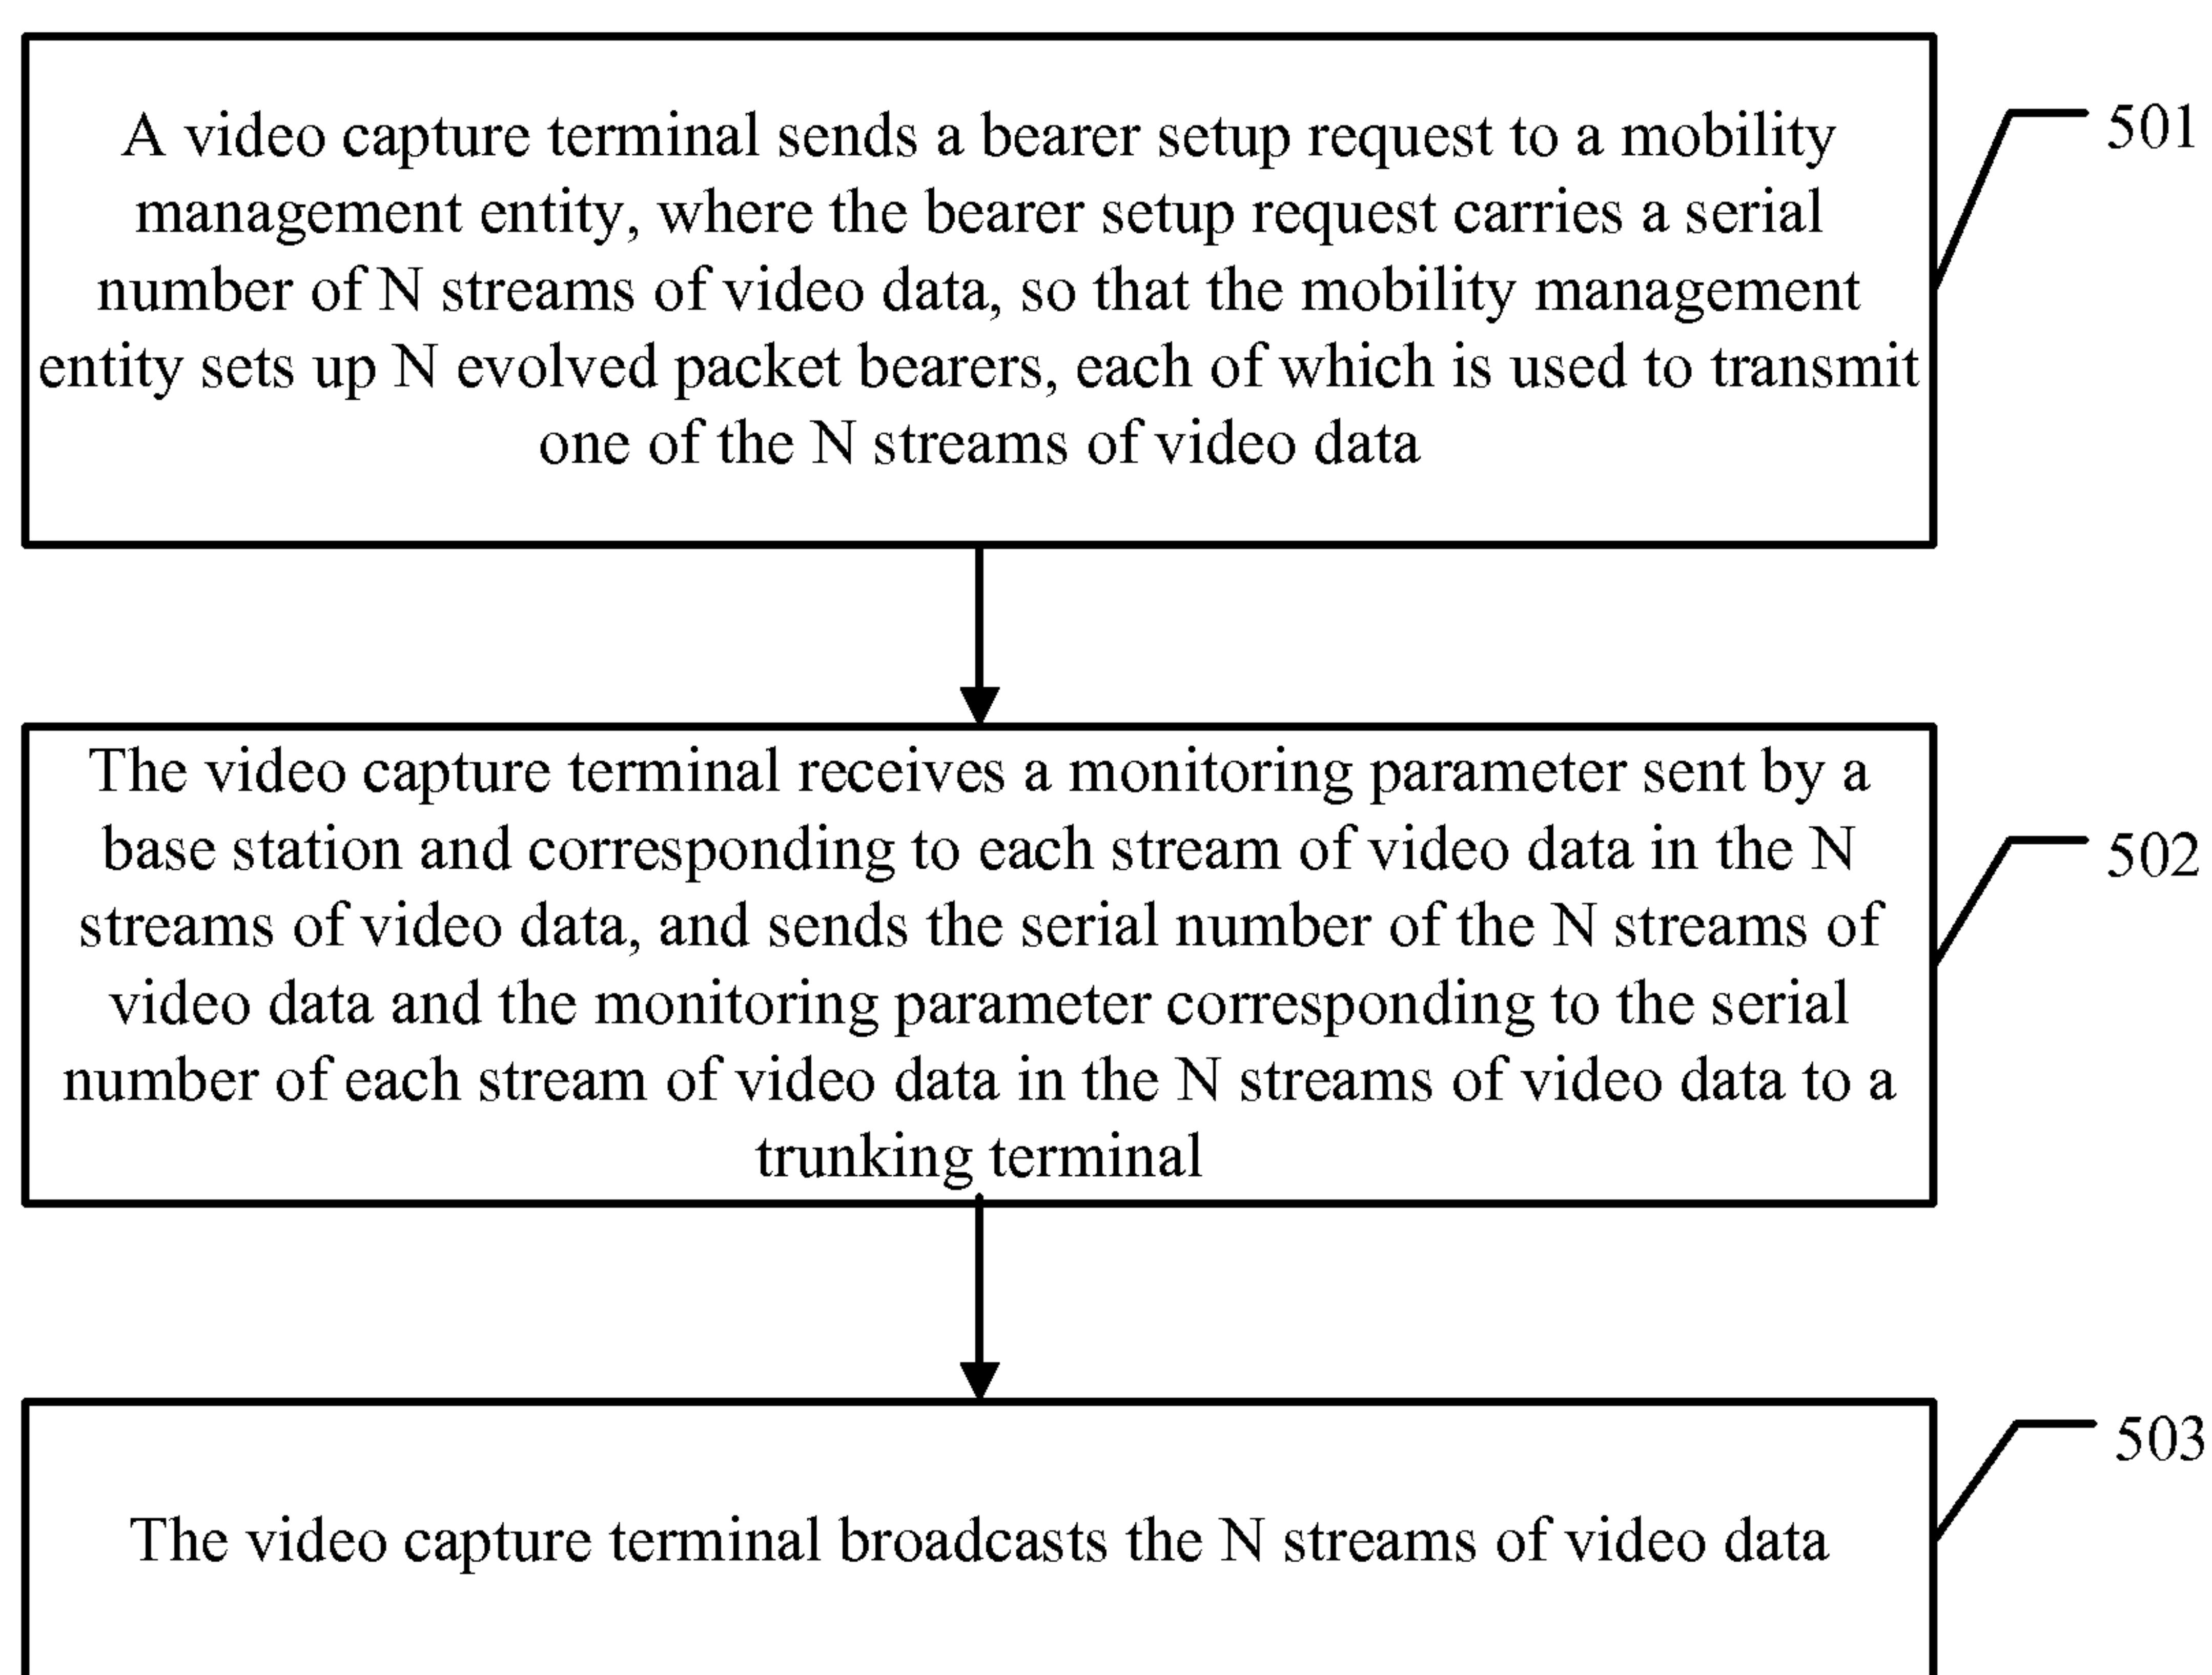 A video capture terminal sends a bearer setup request to a mobility
management entity, where the bearer setup request carries a serial
number of N streams of video data, so that the mobility management
entity sets up N evolved packet bearers, each of which is used to transmit
one of the N streams of video data
501
The video capture terminal receives a monitoring parameter sent by a
base station and corresponding to each stream of video data in the N
streams of video data, and sends the serial number of the N streams of
video data and the monitoring parameter corresponding to the serial
number of each stream of video data in the N streams of video data to a
trunking terminal
502
The video capture terminal broadcasts the N streams of video data
503